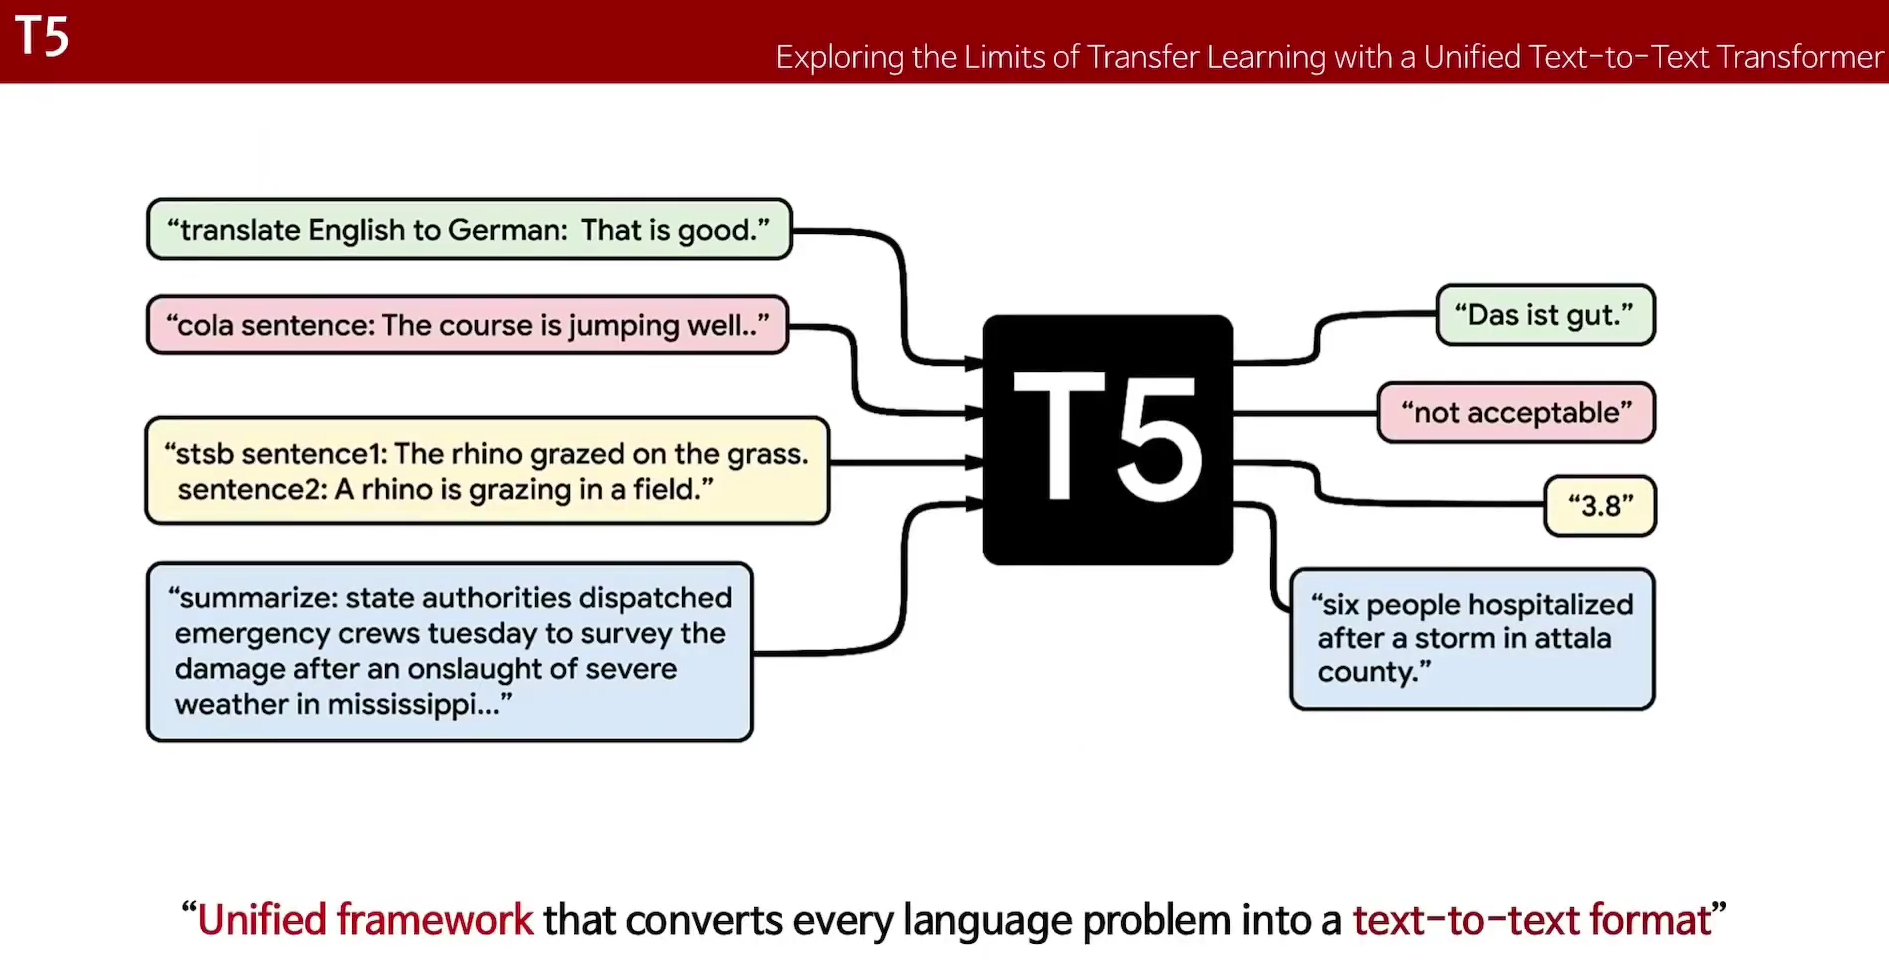 T5
Exploring the Limits of Transfer Learning with a Unified Text-to-Text Transformer
“translate English to German: That is good.”
“cola sentence: The course is jumping well..”
“stsb sentence1: The rhino grazed on the grass.
sentence2: A rhino is grazing in a field.”
“summarize: state authorities dispatched
emergency crews tuesday to survey the
damage after an onslaught of severe
weather in mississippi...”
T5
“Das ist gut.”
“not acceptable”
“3.8”
“six people hospitalized
after a storm in attala
county.”
“Unified framework that converts every language problem into a text-to-text format”